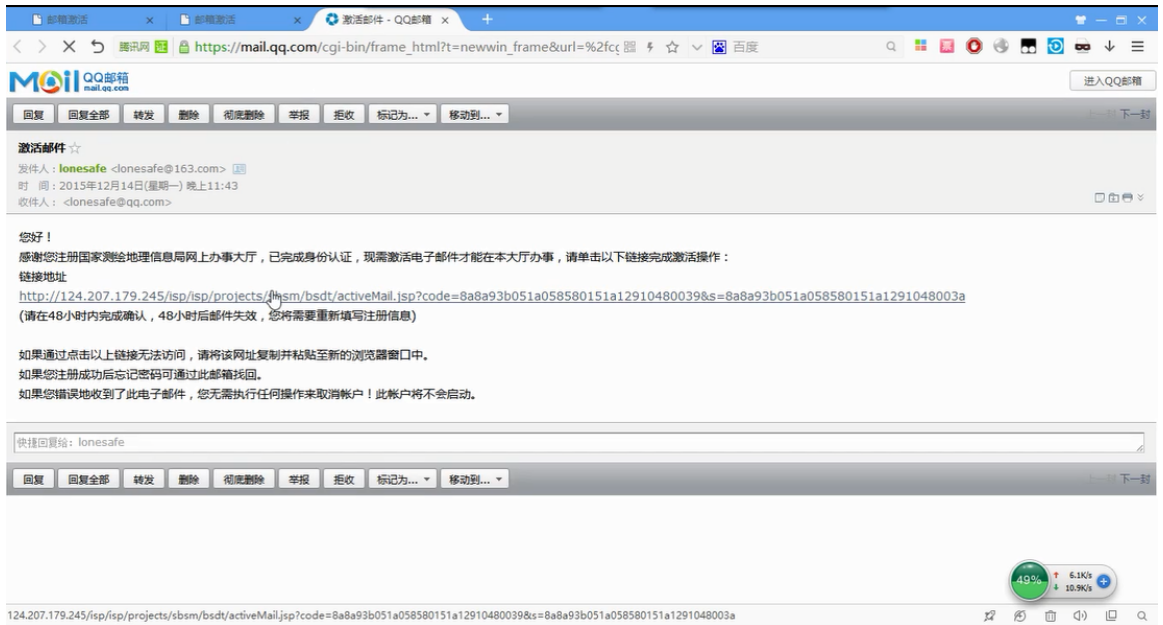 邮箱激活
邮箱激活
激活邮件 - QQ邮箱
腾讯网
https://mail.qq.com/cgi-bin/frame_html?t=newwin_frame&url=%2fcg
百度
Mail QQ邮箱
mail.qq.com
进入QQ邮箱
回复 回复全部 转发 删除 彻底删除 举报 拒收 标记为... 移动到...
上一封 下一封
激活邮件
发件人：lonesafe <lonesafe@163.com>
时 间：2015年12月14日(星期一) 晚上11:43
收件人：<lonesafe@qq.com>
您好！
感谢您注册国家测绘地理信息局网上办事大厅，已完成身份认证，现需激活电子邮件才能在本大厅办事，请单击以下链接完成激活操作：
链接地址
http://124.207.179.245/isp/isp/projects/sbsm/bsdt/activeMail.jsp?code=8a8a93b051a058580151a12910480039&s=8a8a93b051a058580151a1291048003a
(请在48小时内完成确认，48小时后邮件失效，您将需要重新填写注册信息)
如果通过点击以上链接无法访问，请将该网址复制并粘贴至新的浏览器窗口中。
如果您注册成功后忘记密码可通过此邮箱找回。
如果您错误地收到了此电子邮件，您无需执行任何操作来取消帐户！此帐户将不会启动。
快捷回复给：lonesafe
回复 回复全部 转发 删除 彻底删除 举报 拒收 标记为... 移动到...
上一封 下一封
49%
6.1K/s
10.9K/s
124.207.179.245/isp/isp/projects/sbsm/bsdt/activeMail.jsp?code=8a8a93b051a058580151a12910480039&s=8a8a93b051a058580151a1291048003a